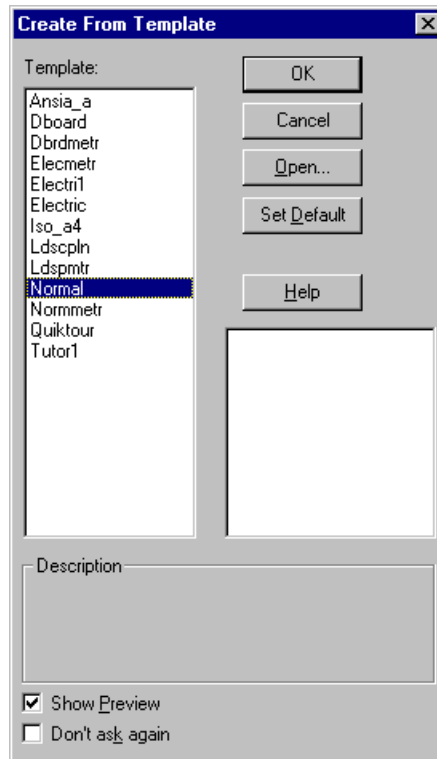 Create From Template
Template:
Ansia_a
Dboard
Dbrdmetr
Elecmetr
Electri1
Electric
Iso_a4
Ldscpln
Ldspmtr
Normal
Normmetr
Quiktour
Tutor1
OK
Cancel
Open...
Set Default
Help
Description
Show Preview
Don't ask again